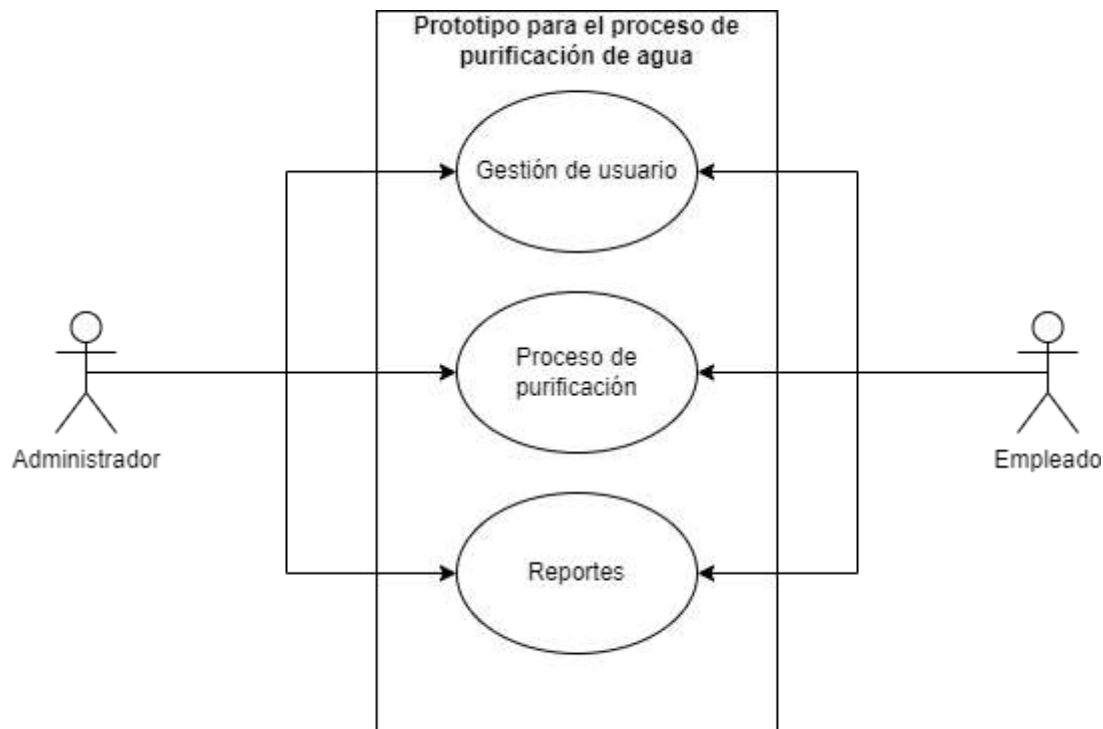 Prototipo para el proceso de
purificación de agua
Gestión de usuario
Proceso de
purificación
Administrador
Empleado
Reportes